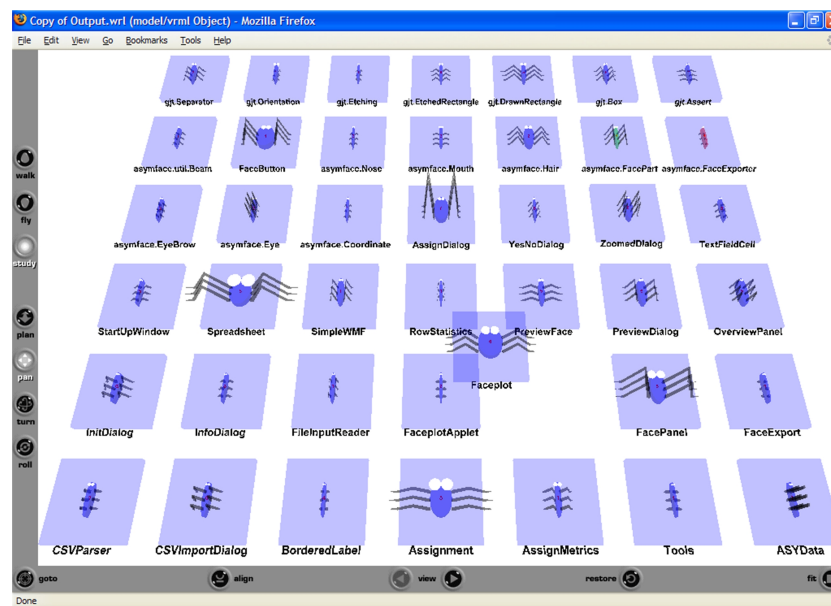 Copy of Output.wrl (model/vrml Object) - Mozilla Firefox
File Edit View Go Bookmarks Tools Help
gjt.Separator gjt.Orientation gjt.Etching gjt.EtchedRectangle gjt.DrawnRectangle gjt.Box gjt.Assert
walk
asymface.util.Beam FaceButton asymface.Nose asymface.Mouth asymface.Hair asymface.FacePart asymface.FaceExporter
fly
asymface.EyeBrow asymface.Eye asymface.Coordinate AssignDialog YesNoDialog ZoomedDialog TextFieldCell
study
StartUpWindow Spreadsheet SimpleWMF RowStatistics PreviewFace PreviewDialog OverviewPanel
plan
Faceplot
pan
InitDialog InfoDialog FileInputReader FaceplotApplet FacePanel FaceExport
turn
roll
CSVParser CSVImportDialog BorderedLabel Assignment AssignMetrics Tools ASYData
goto align view restore fit
Done